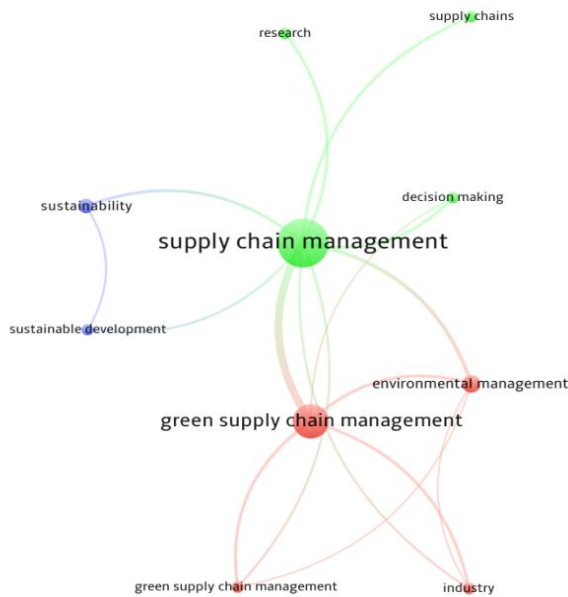 supply chains
research
decision making
sustainability
supply chain management
sustainable development
environmental management
green supply chain management
green supply chain management
industry